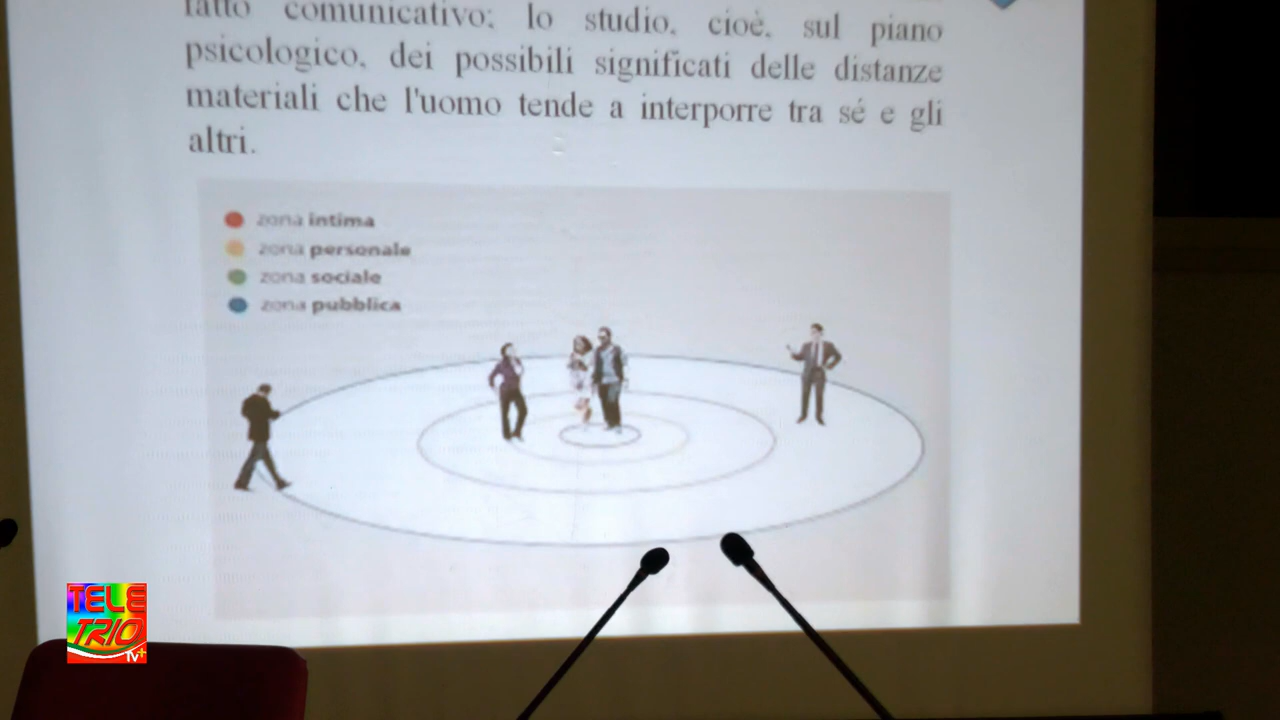 fatto comunicativo; lo studio, cioè, sul piano
psicologico, dei possibili significati delle distanze
materiali che l'uomo tende a interporre tra sé e gli
altri.
zona intima
zona personale
zona sociale
zona pubblica
TELE
TRIO
TV+